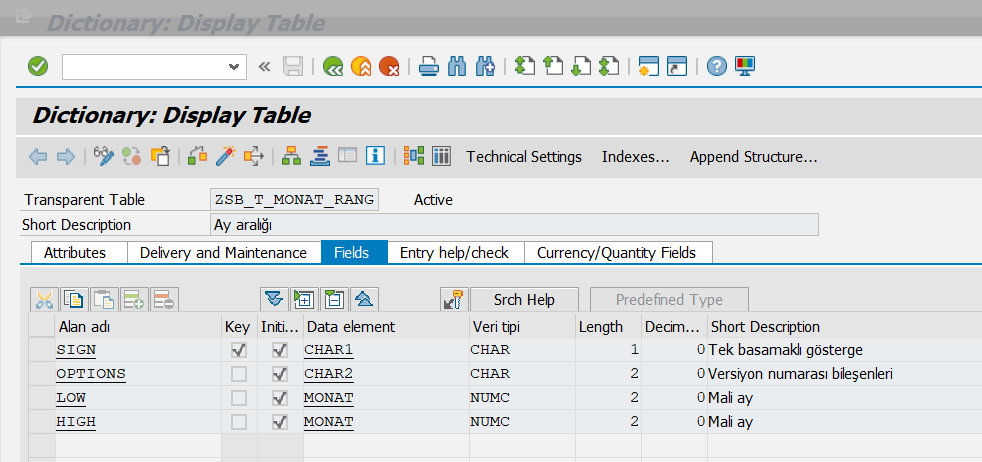 Dictionary: Display Table
Dictionary: Display Table
Technical Settings Indexes... Append Structure...
Transparent Table ZSB_T_MONAT_RANG Active
Short Description Ay aralığı
Attributes Delivery and Maintenance Fields Entry help/check Currency/Quantity Fields
Srch Help Predefined Type
Alan adı Key Initi... Data element Veri tipi Length Decim... Short Description
SIGN CHAR1 CHAR 1 0 Tek basamaklı gösterge
OPTIONS CHAR2 CHAR 2 0 Versiyon numarası bileşenleri
LOW MONAT NUMC 2 0 Mali ay
HIGH MONAT NUMC 2 0 Mali ay